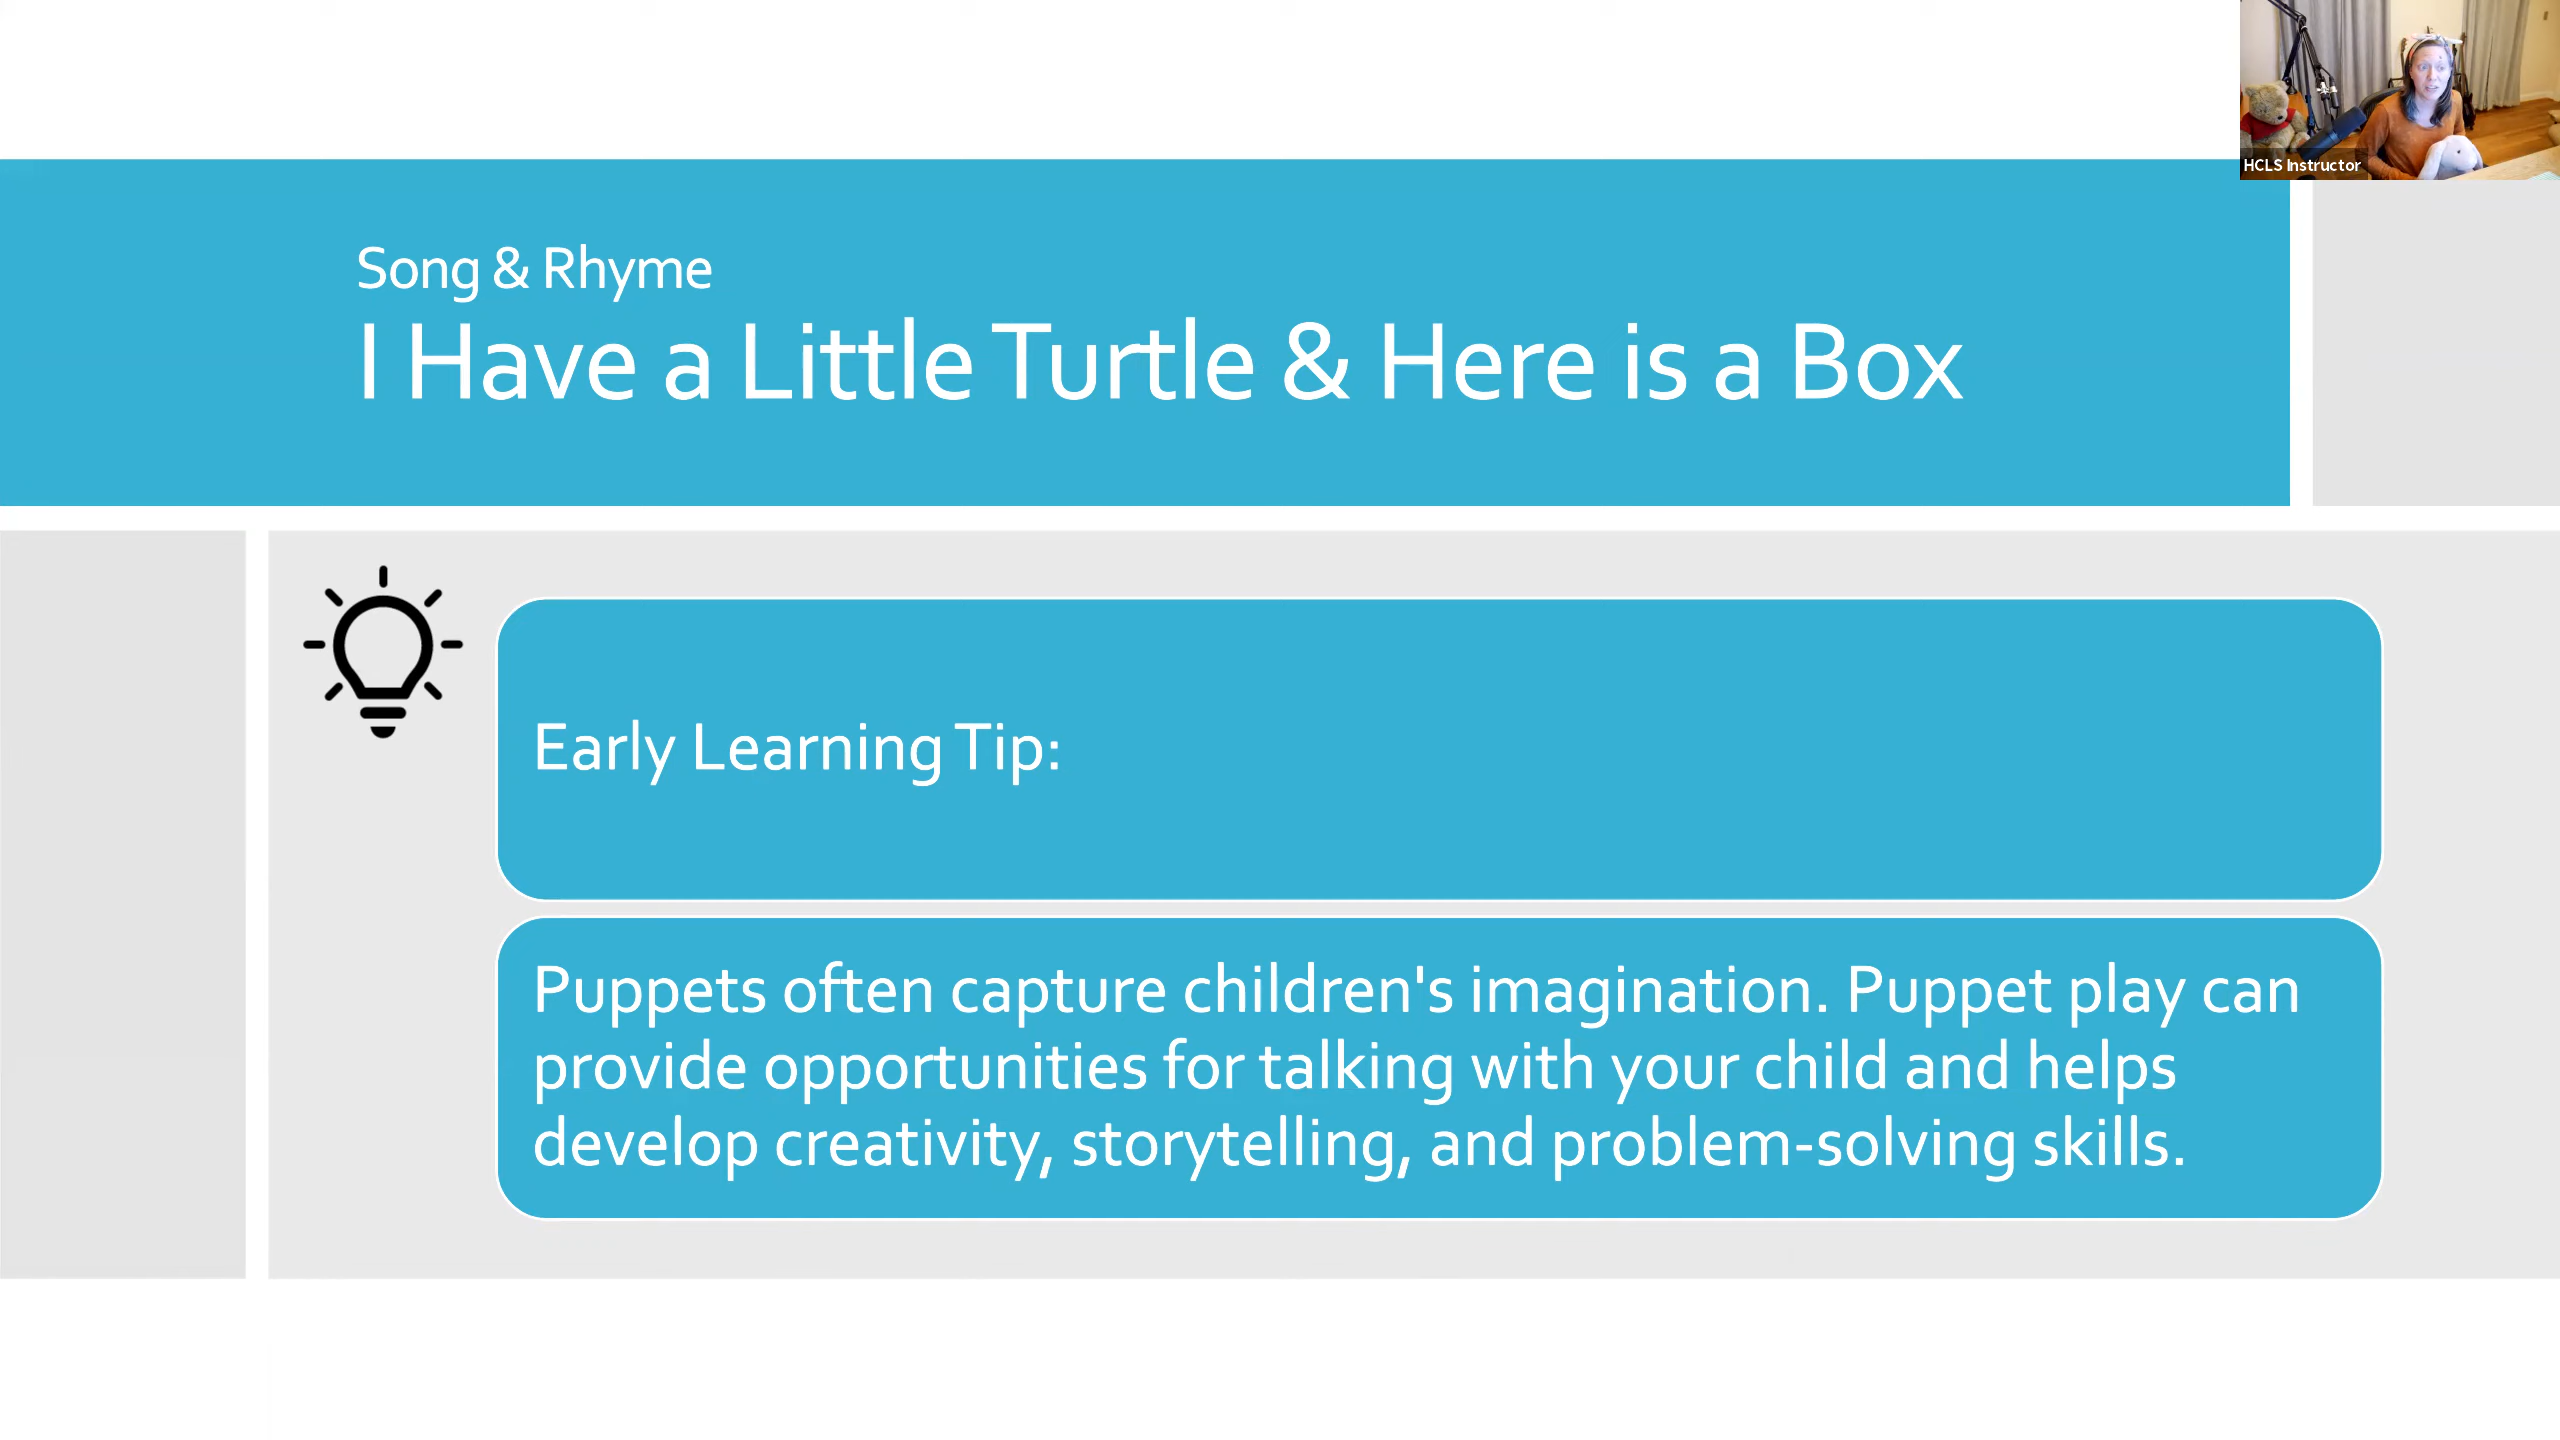 HCLS Instructor
Song & Rhyme
I Have a Little Turtle & Here is a Box
Early Learning Tip:
Puppets often capture children's imagination. Puppet play can
provide opportunities for talking with your child and helps
develop creativity, storytelling, and problem-solving skills.